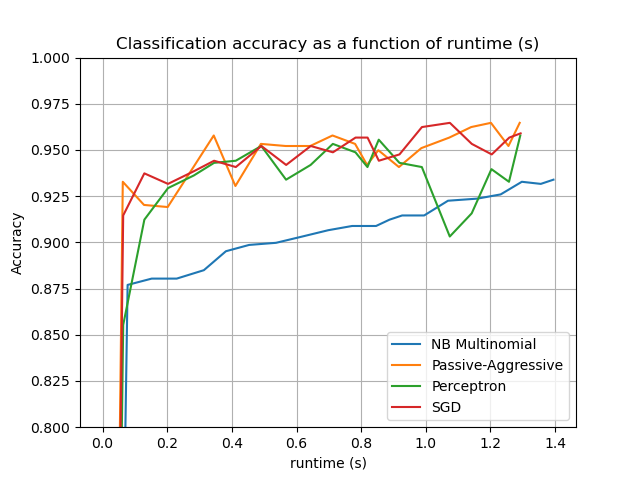 Classification accuracy as a function of runtime (s)
1.000
0.975
0.950
0.925
0.900
0.875
0.850
0.825
0.800
Accuracy
NB Multinomial
Passive-Aggressive
Perceptron
SGD
0.0 0.2 0.4 0.6 0.8 1.0 1.2 1.4
runtime (s)